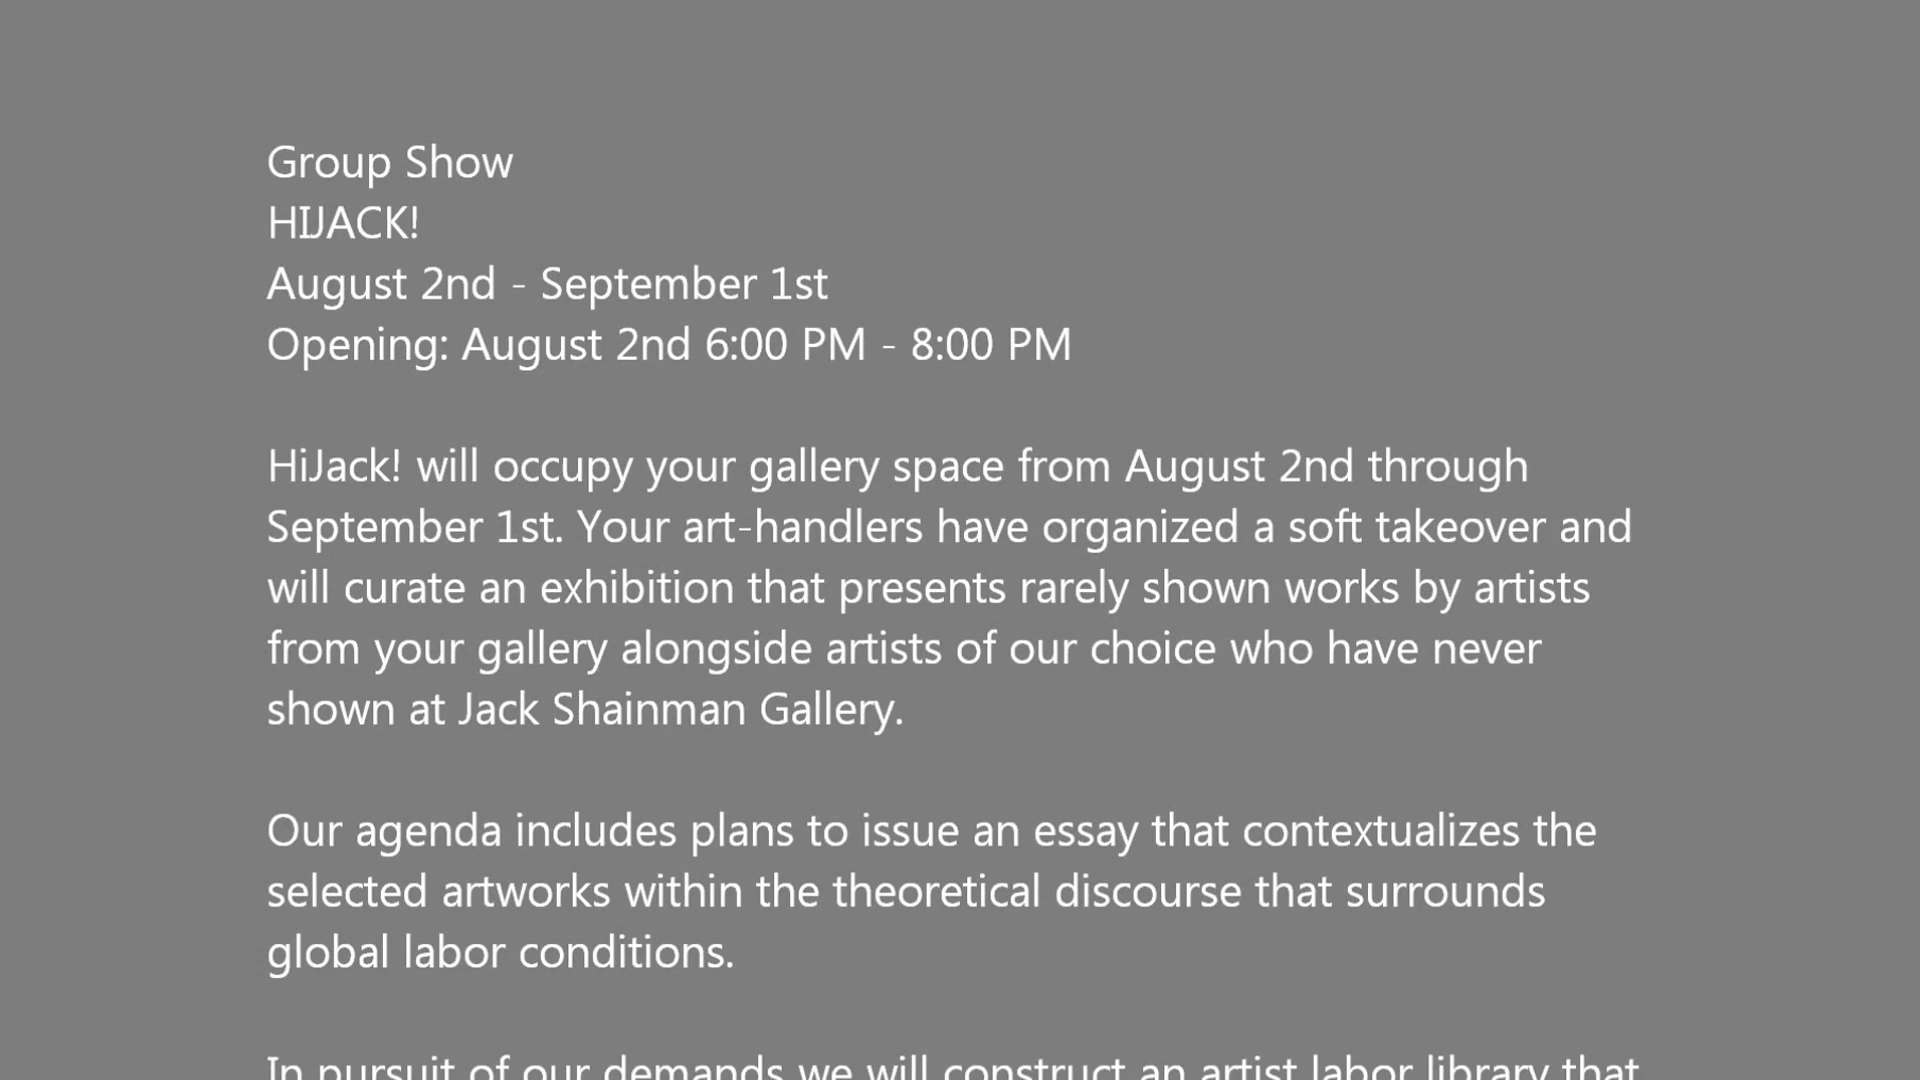 Group Show
HIJACK!
August 2nd - September 1st
Opening: August 2nd 6:00 PM - 8:00 PM
HiJack! will occupy your gallery space from August 2nd through
September 1st. Your art-handlers have organized a soft takeover and
will curate an exhibition that presents rarely shown works by artists
from your gallery alongside artists of our choice who have never
shown at Jack Shainman Gallery.
Our agenda includes plans to issue an essay that contextualizes the
selected artworks within the theoretical discourse that surrounds
global labor conditions.
In pursuit of our demands we will construct an artist labor library that